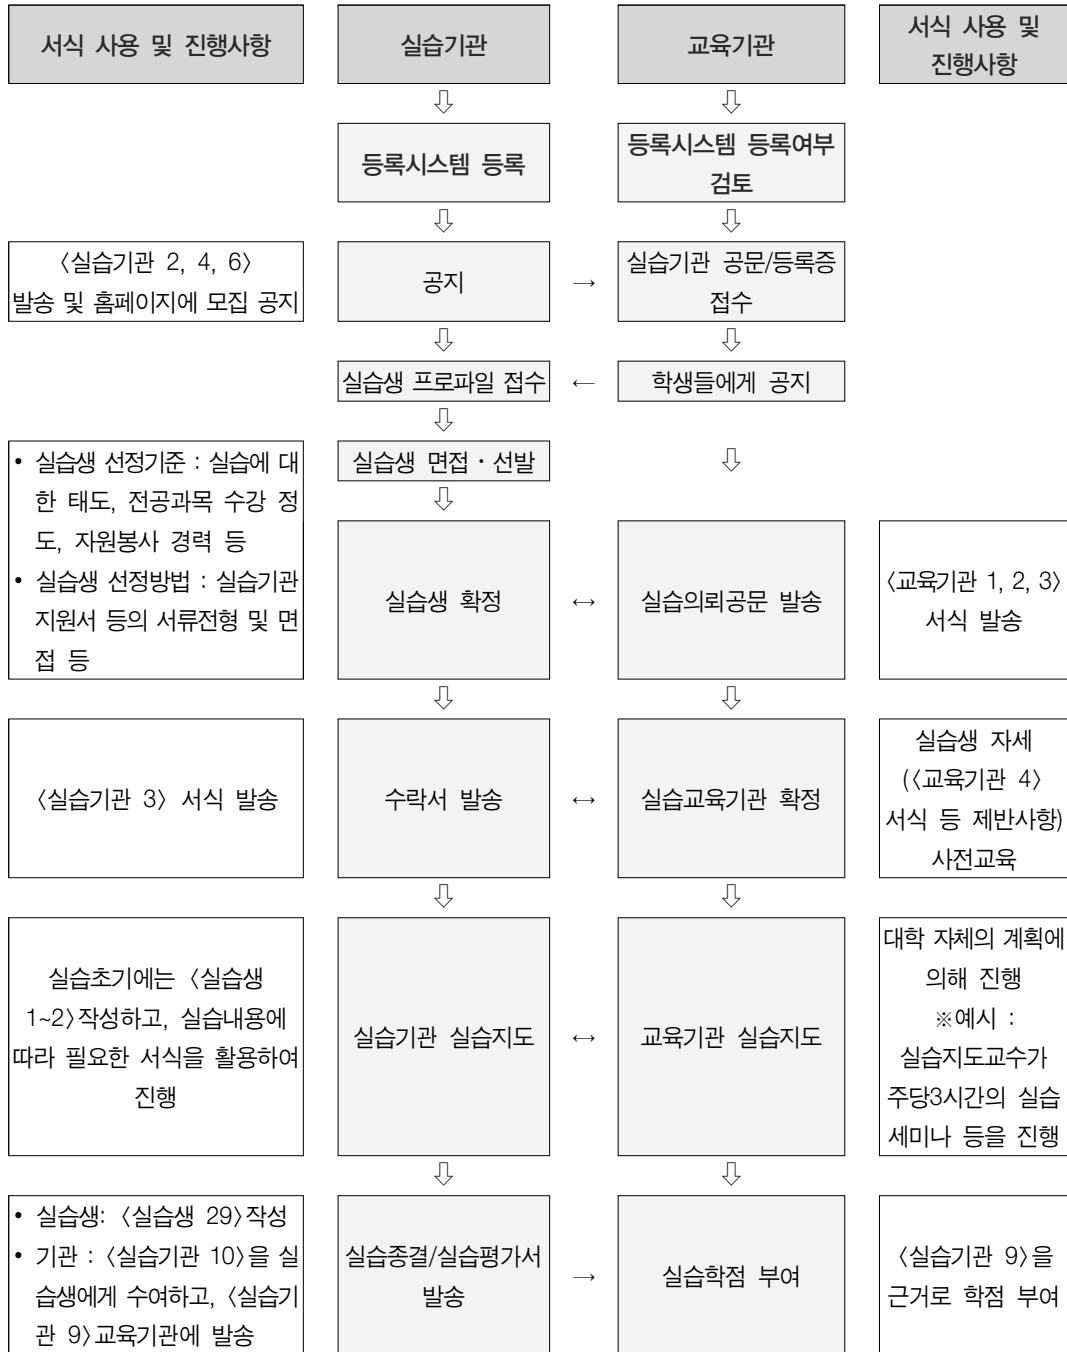 서식 사용 및 진행사항
실습기관
교육기관
서식 사용 및
진행사항
⇩ ⇩
등록시스템 등록
등록시스템 등록여부
검토
⇩ ⇩
〈실습기관 2, 4, 6〉
발송 및 홈페이지에 모집 공지
공지
→
실습기관 공문/등록증
접수
⇩ ⇩
실습생 프로파일 접수
←
학생들에게 공지
⇩
• 실습생 선정기준 : 실습에 대
한 태도, 전공과목 수강 정
도, 자원봉사 경력 등
• 실습생 선정방법 : 실습기관
지원서 등의 서류전형 및 면
접 등
실습생 면접 · 선발
⇩
⇩
실습생 확정
↔
실습의뢰공문 발송
〈교육기관 1, 2, 3〉
서식 발송
⇩ ⇩
〈실습기관 3〉 서식 발송
수락서 발송
↔
실습교육기관 확정
실습생 자세
(〈교육기관 4〉
서식 등 제반사항)
사전교육
⇩ ⇩
실습초기에는 〈실습생
1~2〉작성하고, 실습내용에
따라 필요한 서식을 활용하여
진행
실습기관 실습지도
↔
교육기관 실습지도
대학 자체의 계획에
의해 진행
※예시 :
실습지도교수가
주당3시간의 실습
세미나 등을 진행
⇩ ⇩
• 실습생: 〈실습생 29〉작성
• 기관 : 〈실습기관 10〉을 실
습생에게 수여하고, 〈실습기
관 9〉교육기관에 발송
실습종결/실습평가서
발송
→
실습학점 부여
〈실습기관 9〉을
근거로 학점 부여